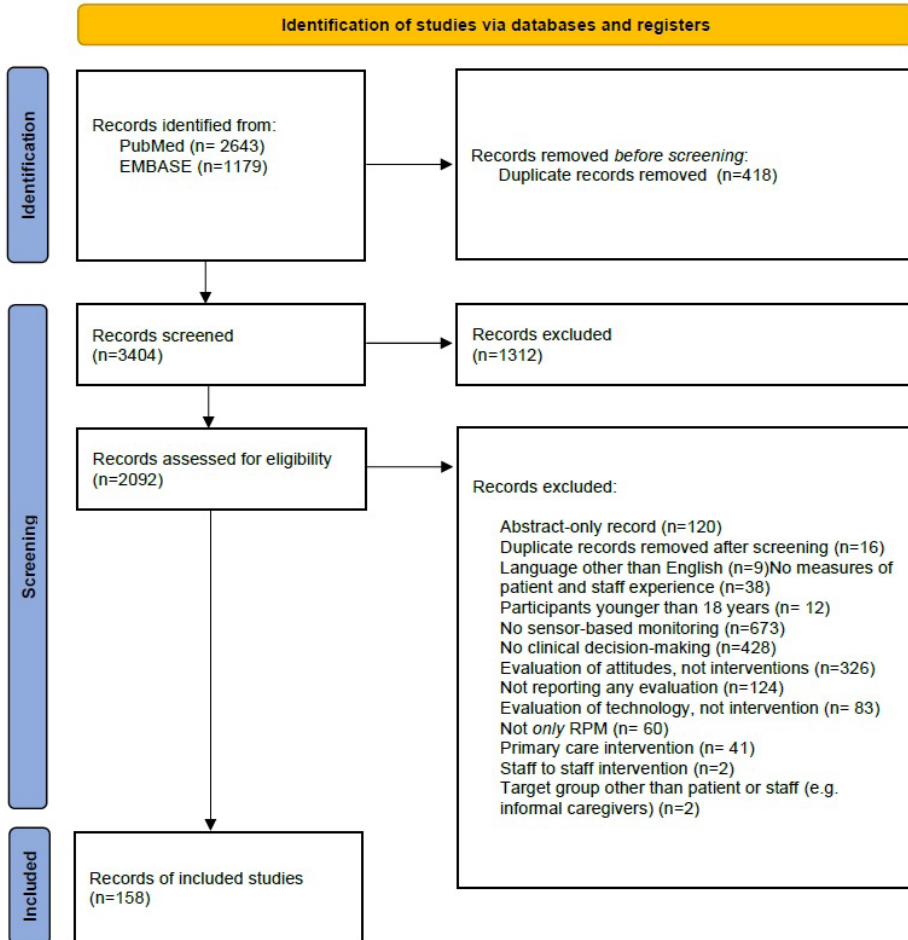 Identification of studies via databases and registers
Identification
Records identified from:
PubMed (n= 2643)
EMBASE (n=1179)
Records removed before screening:
Duplicate records removed (n=418)
Screening
Records screened
(n=3404)
Records excluded
(n=1312)
Records assessed for eligibility
(n=2092)
Records excluded:
Abstract-only record (n=120)
Duplicate records removed after screening (n=16)
Language other than English (n=9)No measures of
patient and staff experience (n=38)
Participants younger than 18 years (n= 12)
No sensor-based monitoring (n=673)
No clinical decision-making (n=428)
Evaluation of attitudes, not interventions (n=326)
Not reporting any evaluation (n=124)
Evaluation of technology, not intervention (n= 83)
Not only RPM (n= 60)
Primary care intervention (n= 41)
Staff to staff intervention (n=2)
Target group other than patient or staff (e.g.
informal caregivers) (n=2)
Included
Records of included studies
(n=158)